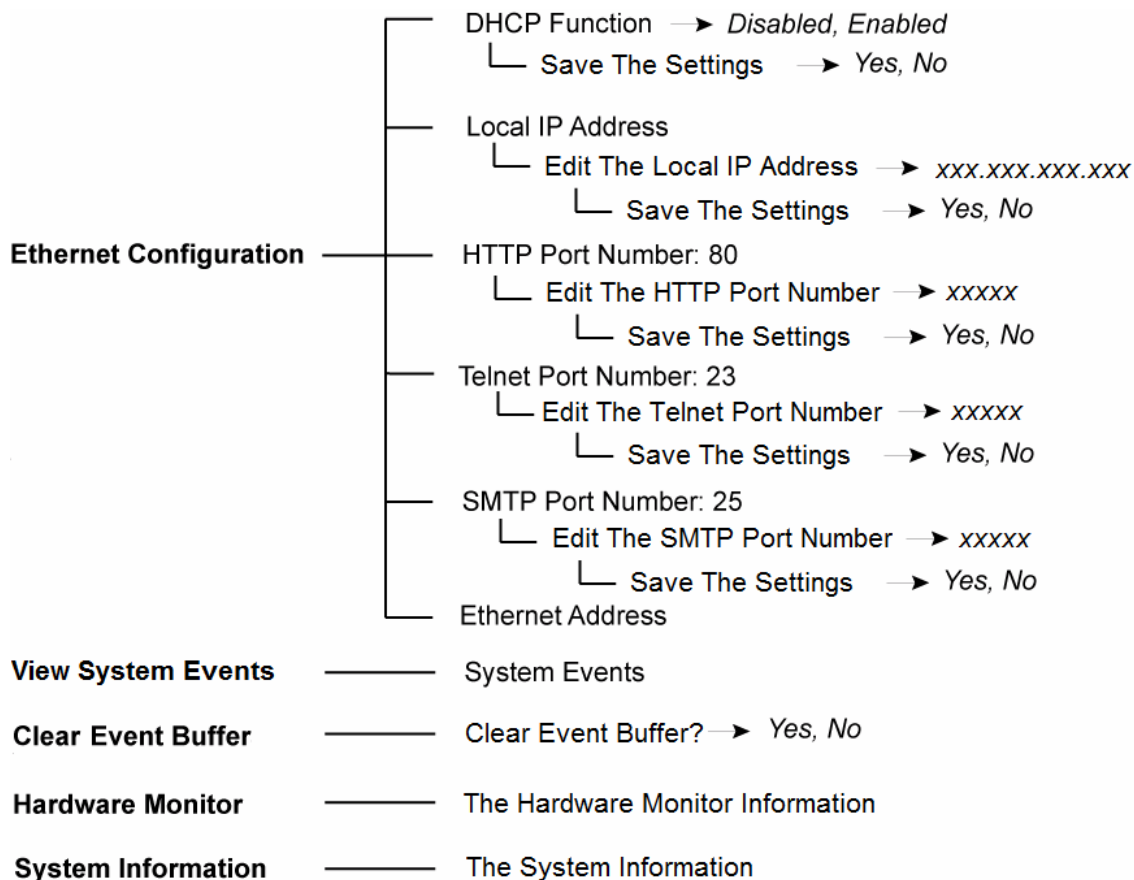 DHCP Function Disabled, Enabled
Save The Settings Yes, No
Local IP Address
Edit The Local IP Address xxx.xxx.xxx.xxx
Save The Settings Yes, No
Ethernet Configuration HTTP Port Number: 80
Edit The HTTP Port Number xxxxx
Save The Settings Yes, No
Telnet Port Number: 23
Edit The Telnet Port Number xxxxx
Save The Settings Yes, No
SMTP Port Number: 25
Edit The SMTP Port Number xxxxx
Save The Settings Yes, No
Ethernet Address
View System Events System Events
Clear Event Buffer Clear Event Buffer? Yes, No
Hardware Monitor The Hardware Monitor Information
System Information The System Information